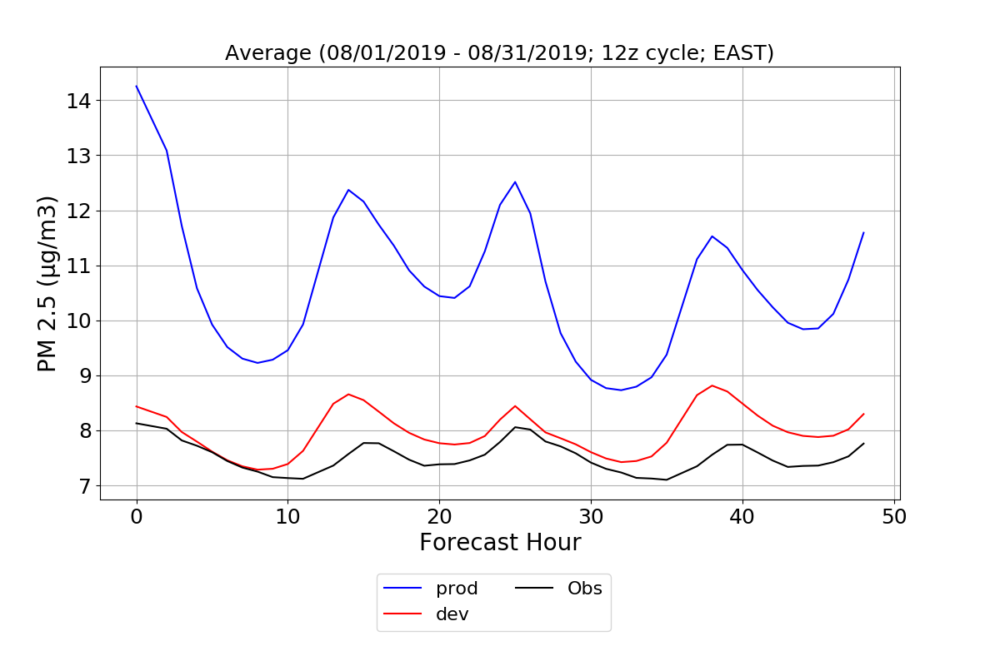 Average (08/01/2019 - 08/31/2019; 12z cycle; EAST)
14
13
12
11
10
9
8
7
PM 2.5 (μg/m3)
0 10 20 30 40 50
Forecast Hour
prod Obs
dev